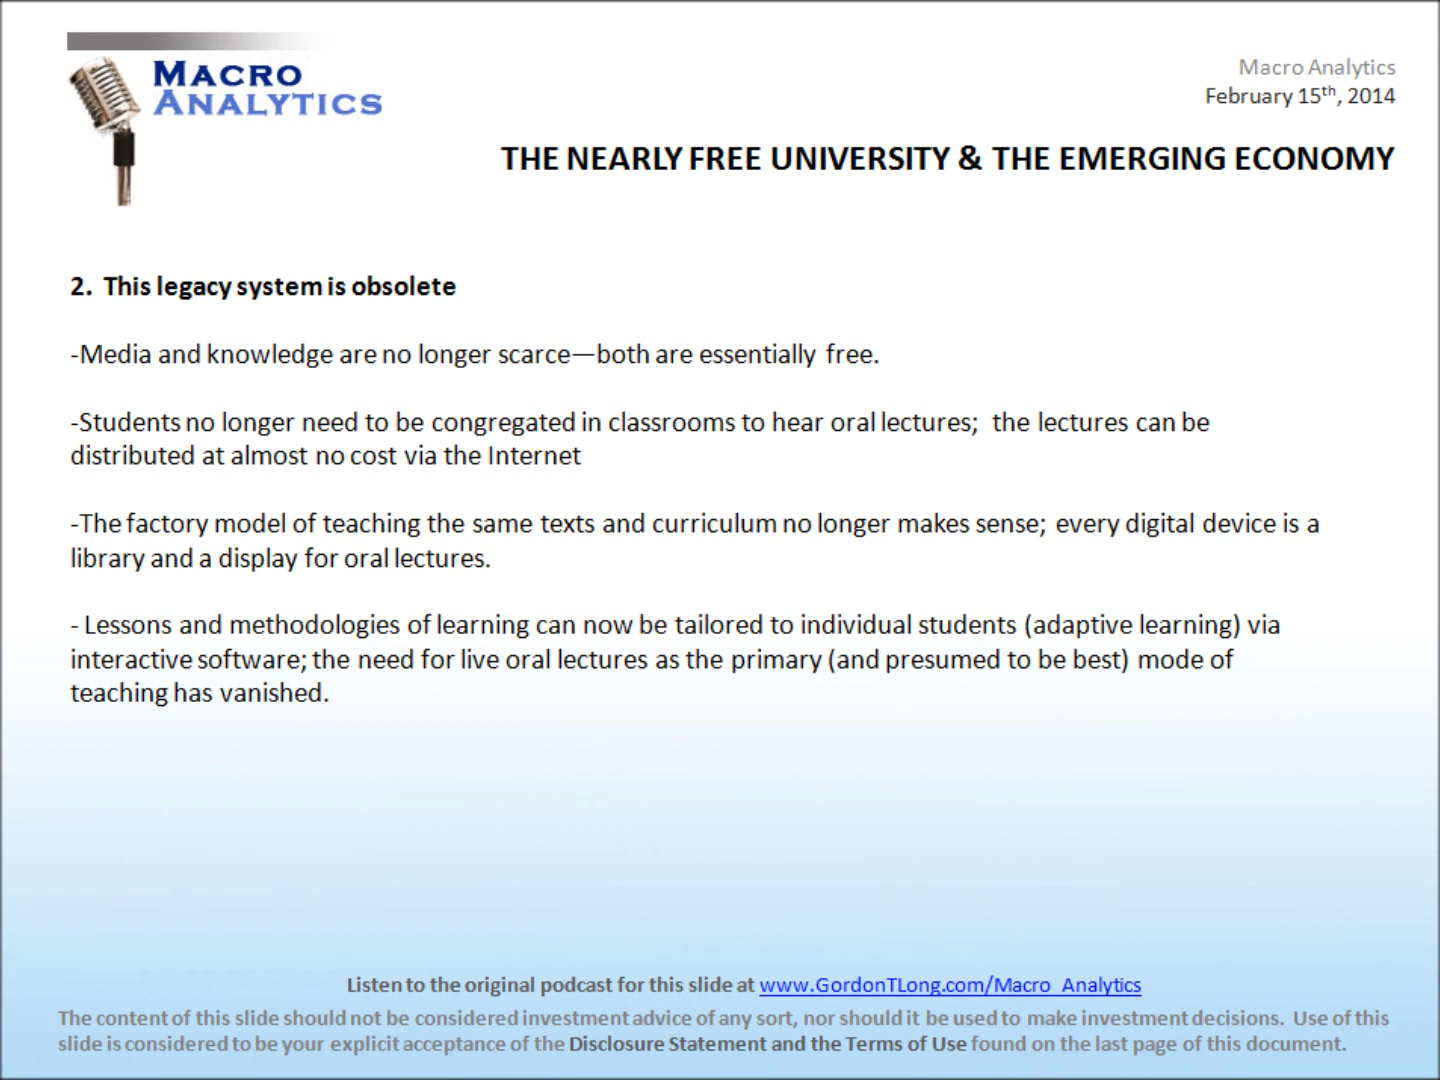 MACRO
ANALYTICS
Macro Analytics
February 15th, 2014
THE NEARLY FREE UNIVERSITY & THE EMERGING ECONOMY
2. This legacy system is obsolete
-Media and knowledge are no longer scarce—both are essentially free.
-Students no longer need to be congregated in classrooms to hear oral lectures; the lectures can be
distributed at almost no cost via the Internet
-The factory model of teaching the same texts and curriculum no longer makes sense; every digital device is a
library and a display for oral lectures.
- Lessons and methodologies of learning can now be tailored to individual students (adaptive learning) via
interactive software; the need for live oral lectures as the primary (and presumed to be best) mode of
teaching has vanished.
Listen to the original podcast for this slide at www.GordonTLong.com/Macro_Analytics
The content of this slide should not be considered investment advice of any sort, nor should it be used to make investment decisions. Use of this
slide is considered to be your explicit acceptance of the Disclosure Statement and the Terms of Use found on the last page of this document.